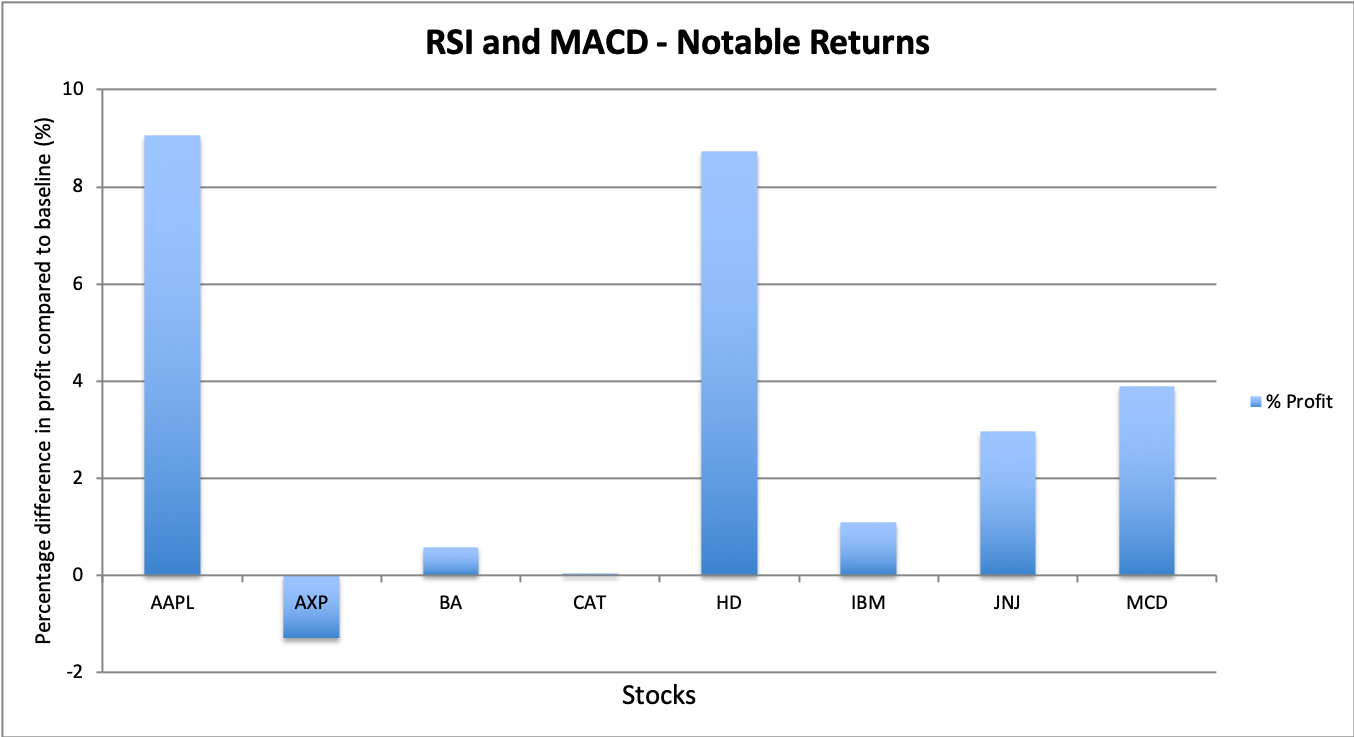 RSI and MACD - Notable Returns
Percentage difference in profit compared to baseline (%)
10
8
6
4
2
0
-2
AAPL AXP BA CAT HD IBM JNJ MCD
Stocks
% Profit